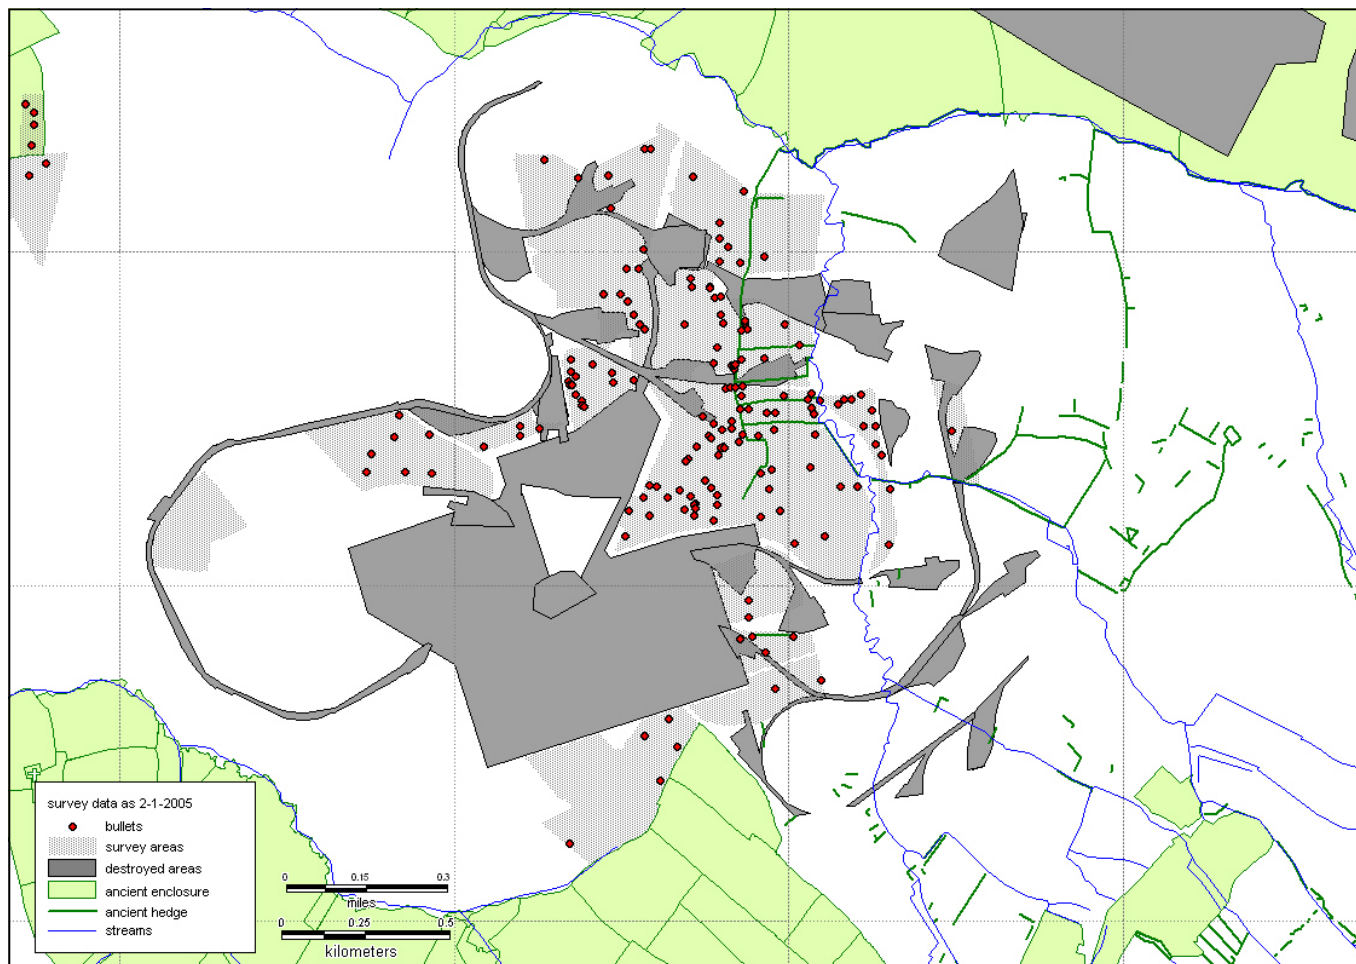 survey data as 2-1-2005
bullets
survey areas
destroyed areas
ancient enclosure
ancient hedge
streams
0 0.15 0.3
miles
0 0.25 0.5
kilometers